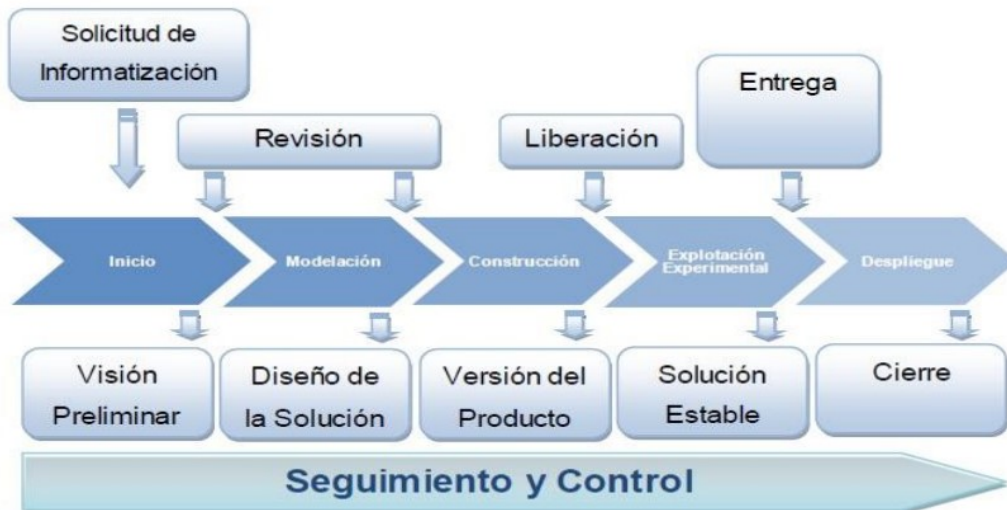 Solicitud de
Informatización
Revisión
Liberación
Entrega
Inicio
Modelación
Construcción
Explotación
Experimental
Despliegue
Visión
Preliminar
Diseño de
la Solución
Versión del
Producto
Solución
Estable
Cierre
Seguimiento y Control